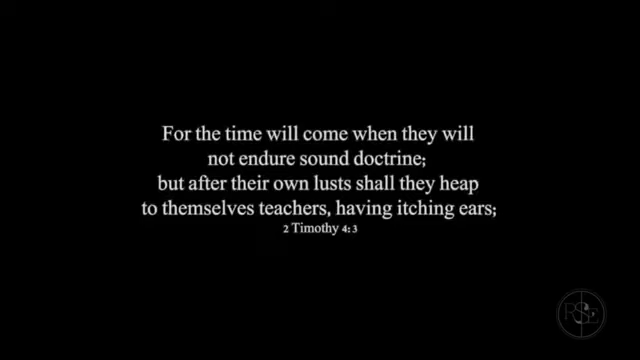 For the time will come when they will
not endure sound doctrine;
but after their own lusts shall they heap
to themselves teachers, having itching ears;
2 Timothy 4:3